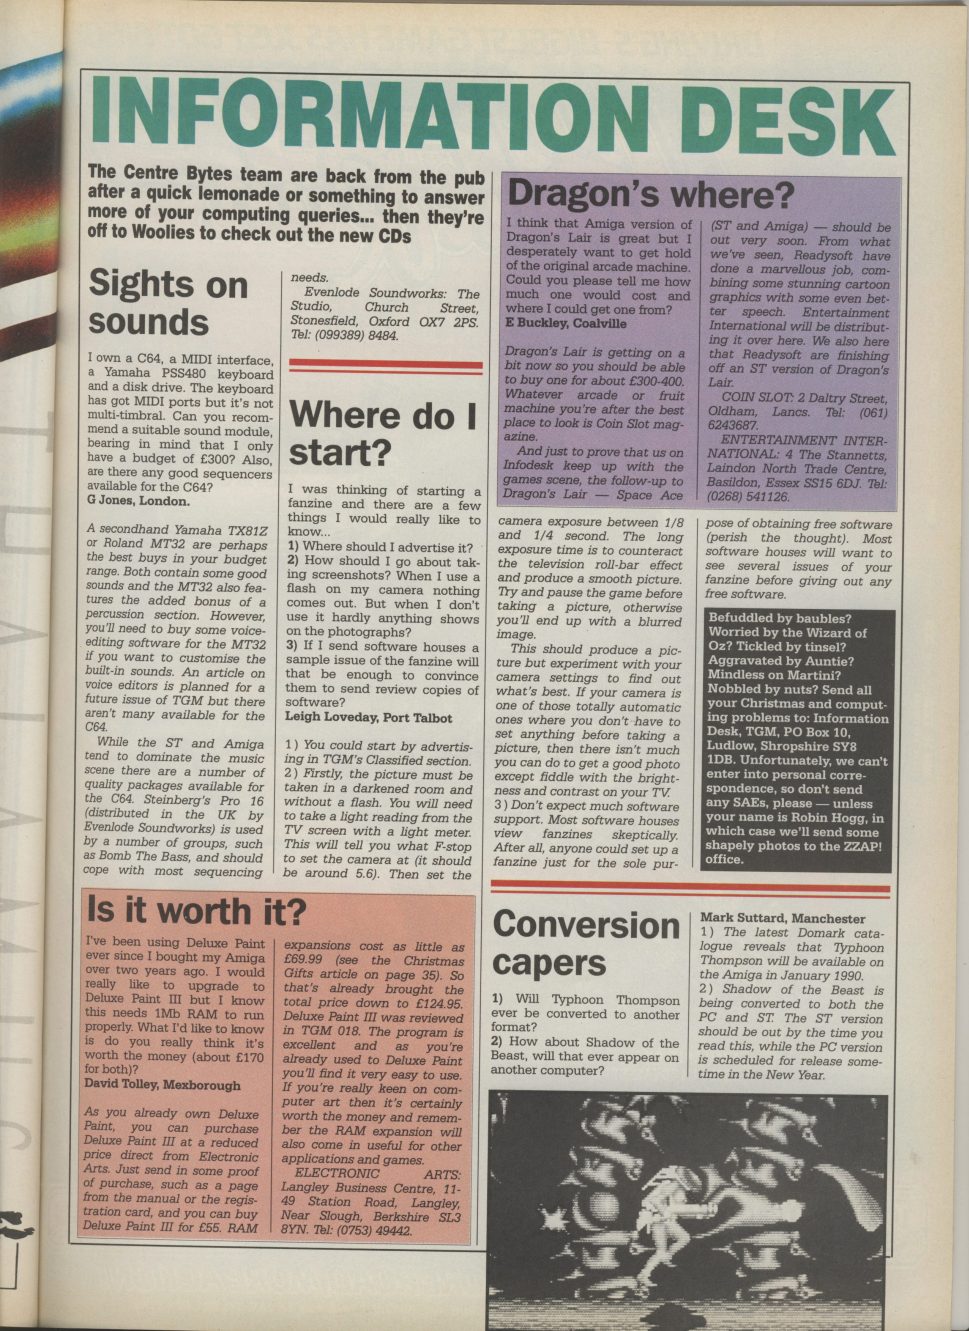 INFORMATION DESK
The Centre Bytes team are back from the pub
after a quick lemonade or something to answer
more of your computing queries... then they're
off to Woolies to check out the new CDs
Sights on
sounds
I own a C64, a MIDI interface,
a Yamaha PSS480 keyboard
and a disk drive. The keyboard
has got MIDI ports but it's not
multi-timbral. Can you recom-
mend a suitable sound module,
bearing in mind that I only
have a budget of £300? Also,
are there any good sequencers
available for the C64?
G Jones, London.
A secondhand Yamaha TX81Z
or Roland MT32 are perhaps
the best buys in your budget
range. Both contain some good
sounds and the MT32 also fea-
tures the added bonus of a
percussion section. However,
you'll need to buy some voice-
editing software for the MT32
if you want to customise the
built-in sounds. An article on
voice editors is planned for a
future issue of TGM but there
aren't many available for the
C64.
While the ST and Amiga
tend to dominate the music
scene there are a number of
quality packages available for
the C64. Steinberg's Pro 16
(distributed in the UK by
Evenlode Soundworks) is used
by a number of groups, such
as Bomb The Bass, and should
cope with most sequencing
needs.
Evenlode Soundworks: The
Studio, Church Street,
Stonesfield, Oxford OX7 2PS.
Tel: (099389) 8484.
Where do I
start?
I was thinking of starting a
fanzine and there are a few
things I would really like to
know...
1) Where should I advertise it?
2) How should I go about tak-
ing screenshots? When I use a
flash on my camera nothing
comes out. But when I don't
use it hardly anything shows
on the photographs?
3) If I send software houses a
sample issue of the fanzine will
that be enough to convince
them to send review copies of
software?
Leigh Loveday, Port Talbot
1) You could start by advertis-
ing in TGM's Classified section.
2) Firstly, the picture must be
taken in a darkened room and
without a flash. You will need
to take a light reading from the
TV screen with a light meter.
This will tell you what F-stop
to set the camera at (it should
be around 5.6). Then set the
camera exposure between 1/8
and 1/4 second. The long
exposure time is to counteract
the television roll-bar effect
and produce a smooth picture.
Try and pause the game before
taking a picture, otherwise
you'll end up with a blurred
image.
This should produce a pic-
ture but experiment with your
camera settings to find out
what's best. If your camera is
one of those totally automatic
ones where you don't have to
set anything before taking a
picture, then there isn't much
you can do to get a good photo
except fiddle with the bright-
ness and contrast on your TV.
3) Don't expect much software
support. Most software houses
view fanzines skeptically.
After all, anyone could set up a
fanzine just for the sole pur-
pose of obtaining free software
(perish the thought). Most
software houses will want to
see several issues of your
fanzine before giving out any
free software.
Dragon's where?
I think that Amiga version of
Dragon's Lair is great but I
desperately want to get hold
of the original arcade machine.
Could you please tell me how
much one would cost and
where I could get one from?
E Buckley, Coalville
Dragon's Lair is getting on a
bit now so you should be able
to buy one for about £300-400.
Whatever arcade or fruit
machine you're after the best
place to look is Coin Slot mag-
azine.
And just to prove that us on
Infodesk keep up with the
games scene, the follow-up to
Dragon's Lair — Space Ace
(ST and Amiga) — should be
out very soon. From what
we've seen, Readysoft have
done a marvellous job, com-
bining some stunning cartoon
graphics with some even bet-
ter speech. Entertainment
International will be distribut-
ing it over here. We also here
that Readysoft are finishing
off an ST version of Dragon's
Lair.
COIN SLOT: 2 Daltry Street,
Oldham, Lancs. Tel: (061)
6243687.
ENTERTAINMENT INTER-
NATIONAL: 4 The Stannetts,
Laindon North Trade Centre,
Basildon, Essex SS15 6DJ. Tel:
(0268) 541126.
Befuddled by baubles?
Worried by the Wizard of
Oz? Tickled by tinsel?
Aggravated by Auntie?
Mindless on Martini?
Nobbled by nuts? Send all
your Christmas and comput-
ing problems to: Information
Desk, TGM, PO Box 10,
Ludlow, Shropshire SY8
1DB. Unfortunately, we can't
enter into personal corre-
spondence, so don't send
any SAEs, please — unless
your name is Robin Hogg, in
which case we'll send some
shapely photos to the ZZAP!
office.
Is it worth it?
I've been using Deluxe Paint
ever since I bought my Amiga
over two years ago. I would
really like to upgrade to
Deluxe Paint III but I know
this needs 1Mb RAM to run
properly. What I'd like to know
is do you really think it's
worth the money (about £170
for both)?
David Tolley, Mexborough
As you already own Deluxe
Paint, you can purchase
Deluxe Paint III at a reduced
price direct from Electronic
Arts. Just send in some proof
of purchase, such as a page
from the manual or the regis-
tration card, and you can buy
Deluxe Paint III for £55. RAM
expansions cost as little as
£69.99 (see the Christmas
Gifts article on page 35). So
that's already brought the
total price down to £124.95.
Deluxe Paint III was reviewed
in TGM 018. The program is
excellent and as you're
already used to Deluxe Paint
you'll find it very easy to use.
If you're really keen on com-
puter art then it's certainly
worth the money and remem-
ber the RAM expansion will
also come in useful for other
applications and games.
ELECTRONIC ARTS:
Langley Business Centre, 11-
49 Station Road, Langley,
Near Slough, Berkshire SL3
8YN. Tel: (0753) 49442.
Conversion
capers
1) Will Typhoon Thompson
ever be converted to another
format?
2) How about Shadow of the
Beast, will that ever appear on
another computer?
Mark Suttard, Manchester
1) The latest Domark cata-
logue reveals that Typhoon
Thompson will be available on
the Amiga in January 1990.
2) Shadow of the Beast is
being converted to both the
PC and ST. The ST version
should be out by the time you
read this, while the PC version
is scheduled for release some-
time in the New Year.